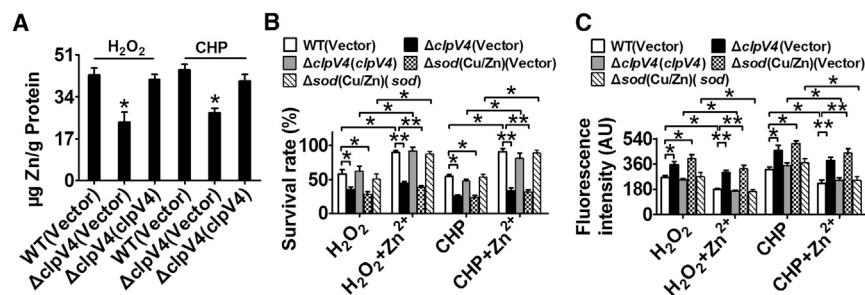 A
H2O2
CHP
µg Zn/g Protein
51
34
17
0
*
*
WT(Vector)
ΔclpV4(Vector)
ΔclpV4(clpV4)
WT(Vector)
ΔclpV4(Vector)
ΔclpV4(clpV4)
B
WT(Vector)
ΔclpV4(Vector)
ΔclpV4(clpV4)
Δsod(Cu/Zn)(Vector)
Δsod(Cu/Zn)(sod)
Survival rate (%)
100
50
0
* * * * * **
* ** * **
H2O2
H2O2+Zn2+
CHP
CHP+Zn2+
C
WT(Vector)
ΔclpV4(Vector)
ΔclpV4(clpV4)
Δsod(Cu/Zn)(Vector)
Δsod(Cu/Zn)(sod)
Fluorescence
intensity (AU)
540
360
180
0
* * * * * **
* ** * **
H2O2
H2O2+Zn2+
CHP
CHP+Zn2+